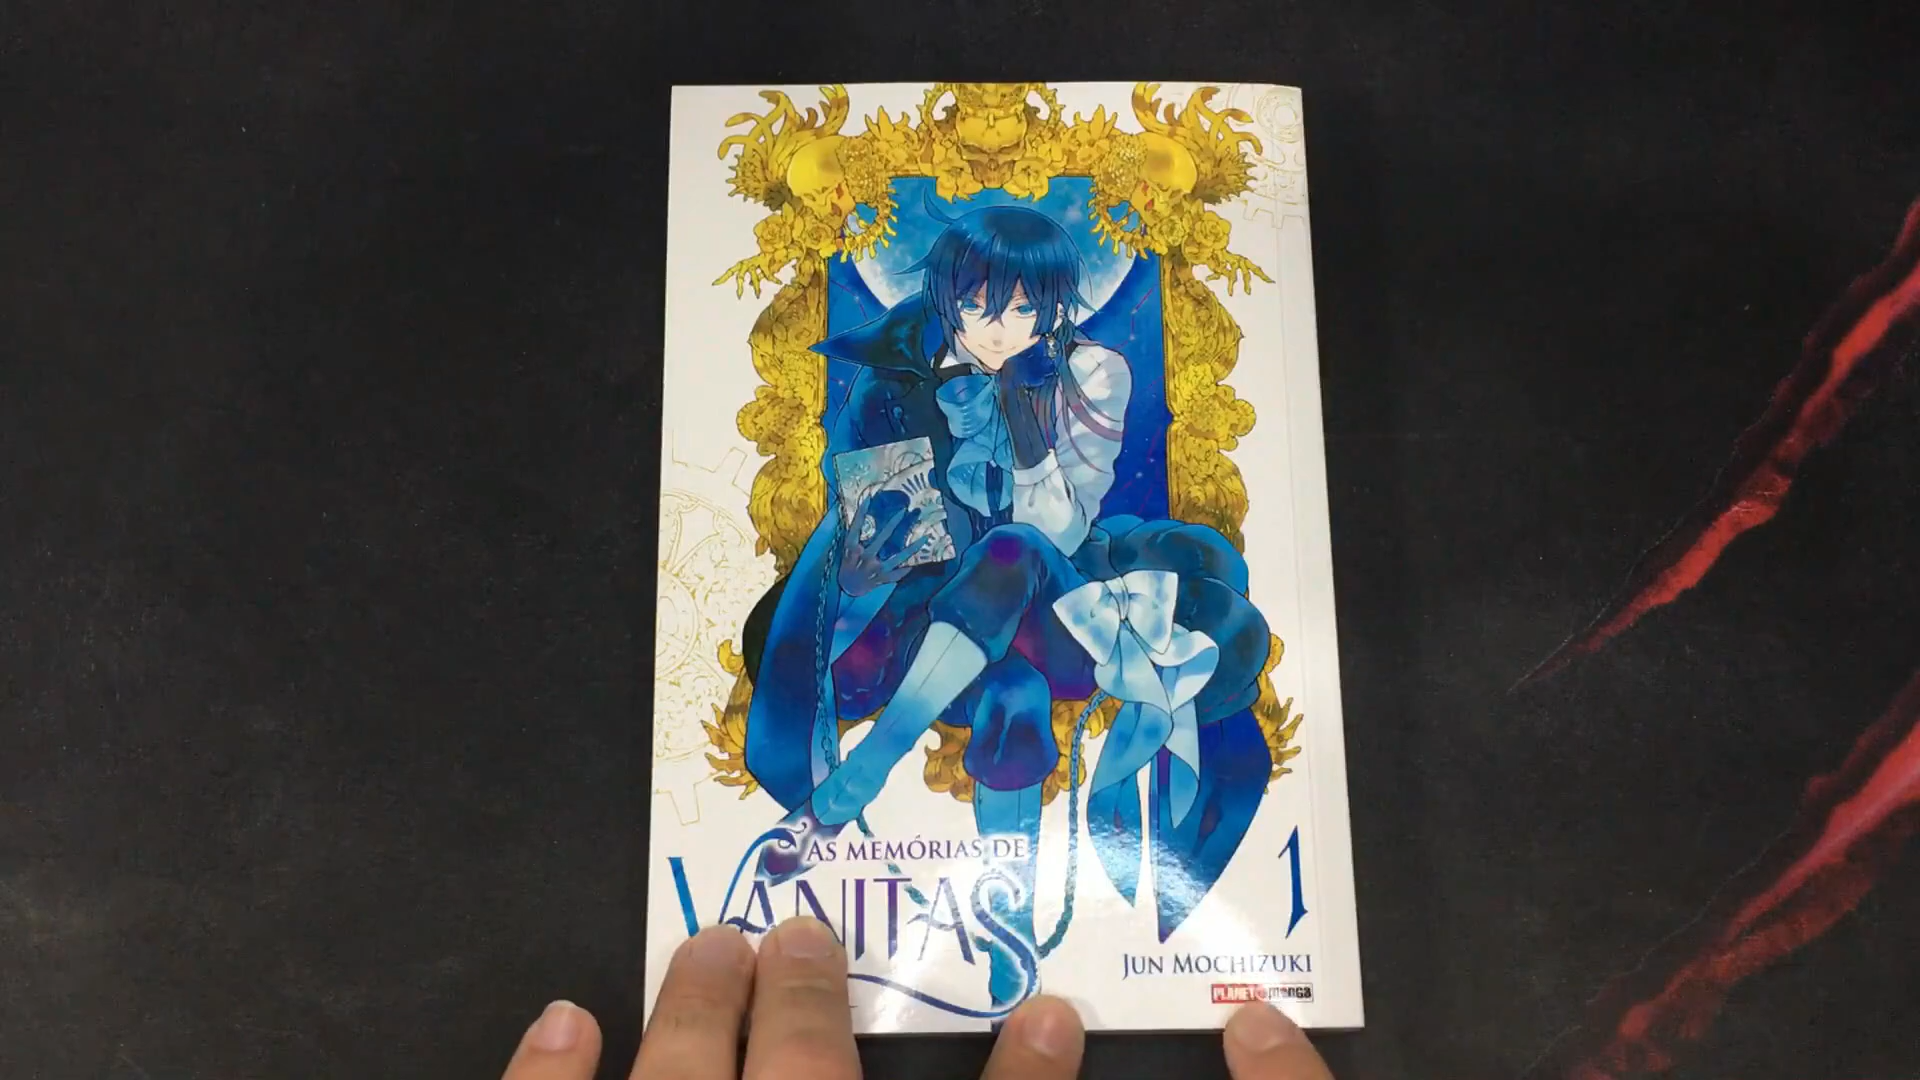 AS MEMÓRIAS DE
VANITAS
1
JUN MOCHIZUKI
PLANET manga